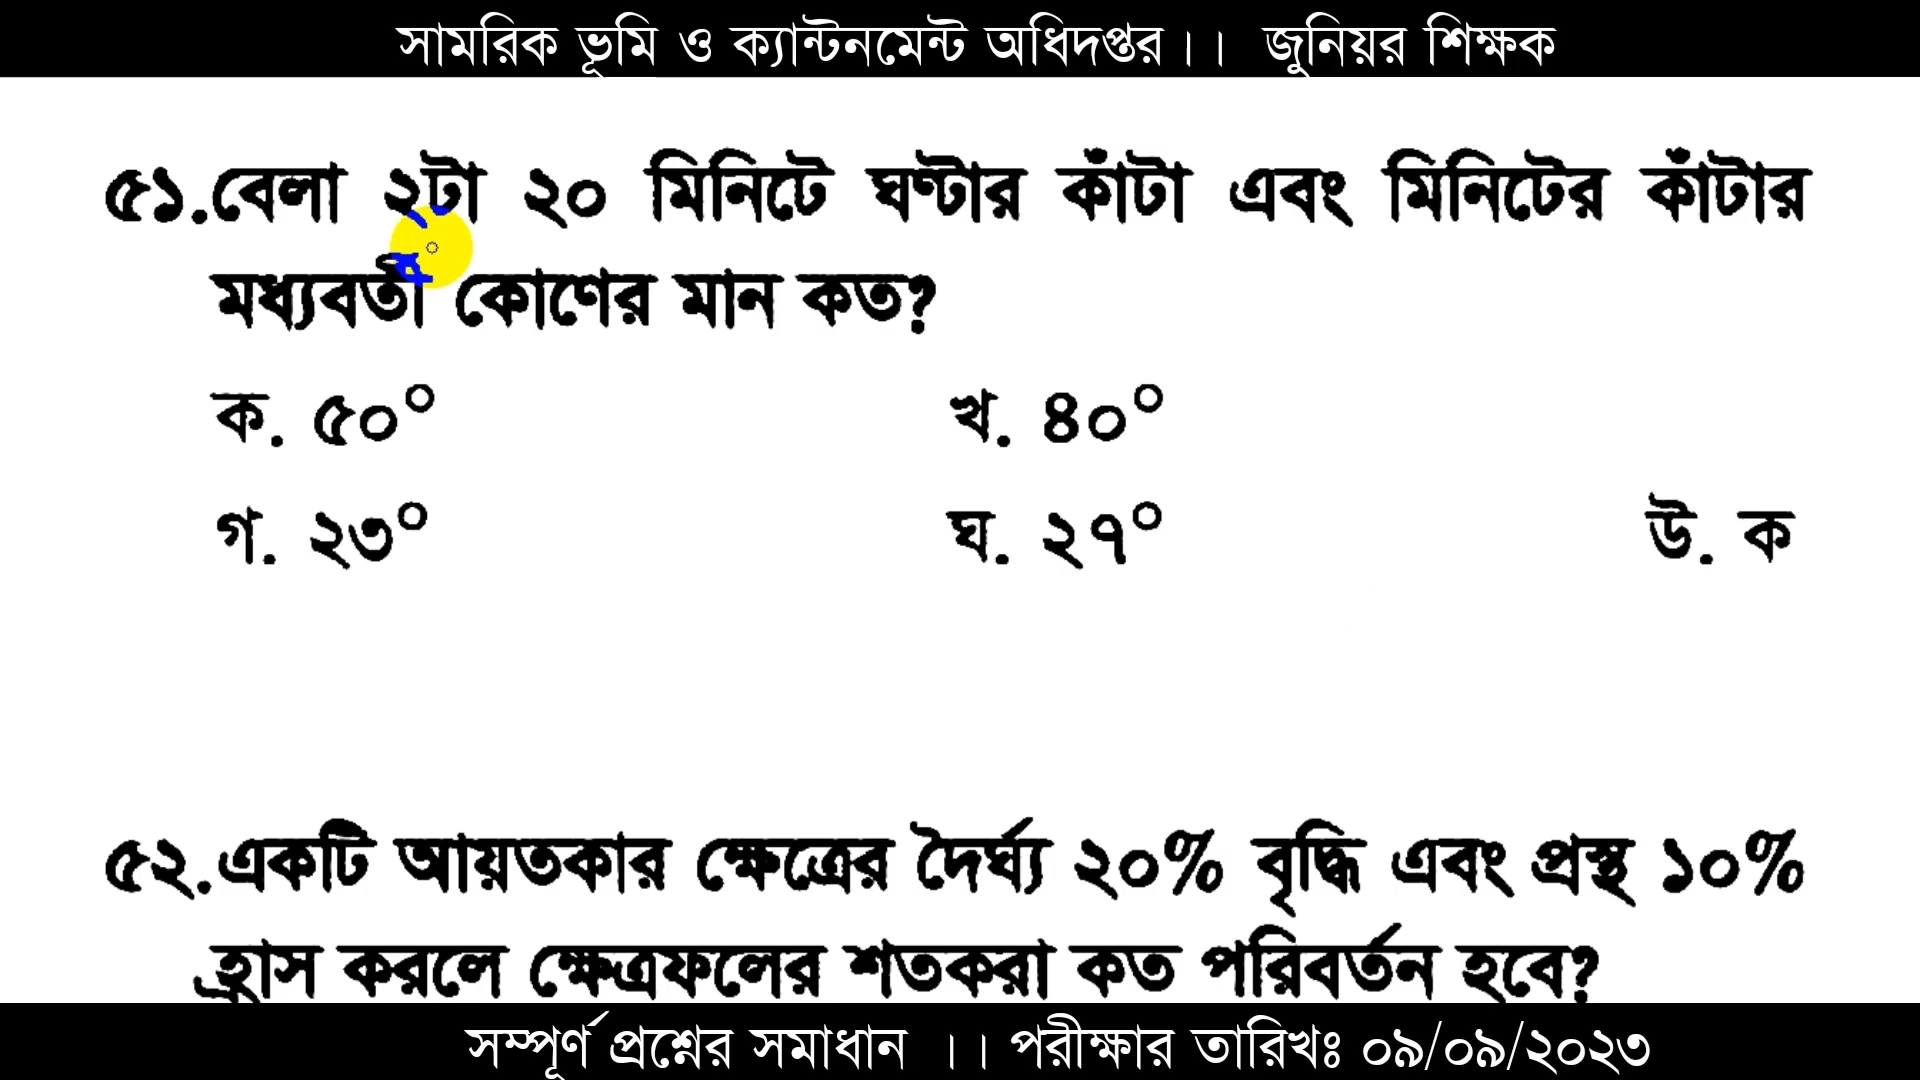 সামরিক ভূমি ও ক্যান্টনমেন্ট অধিদপ্তর।। জুনিয়র শিক্ষক
৫১.বেলা ২টা ২০ মিনিটে ঘণ্টার কাঁটা এবং মিনিটের কাঁটার
মধ্যবর্তী কোণের মান কত?
ক. ৫০° খ. ৪০°
গ. ২৩° ঘ. ২৭° উ. ক
৫২.একটি আয়তকার ক্ষেত্রের দৈর্ঘ্য ২০% বৃদ্ধি এবং প্রস্থ ১০%
হ্রাস করলে ক্ষেত্রফলের শতকরা কত পরিবর্তন হবে?
সম্পূর্ণ প্রশ্নের সমাধান ।। পরীক্ষার তারিখঃ ০৯/০৯/২০২৩